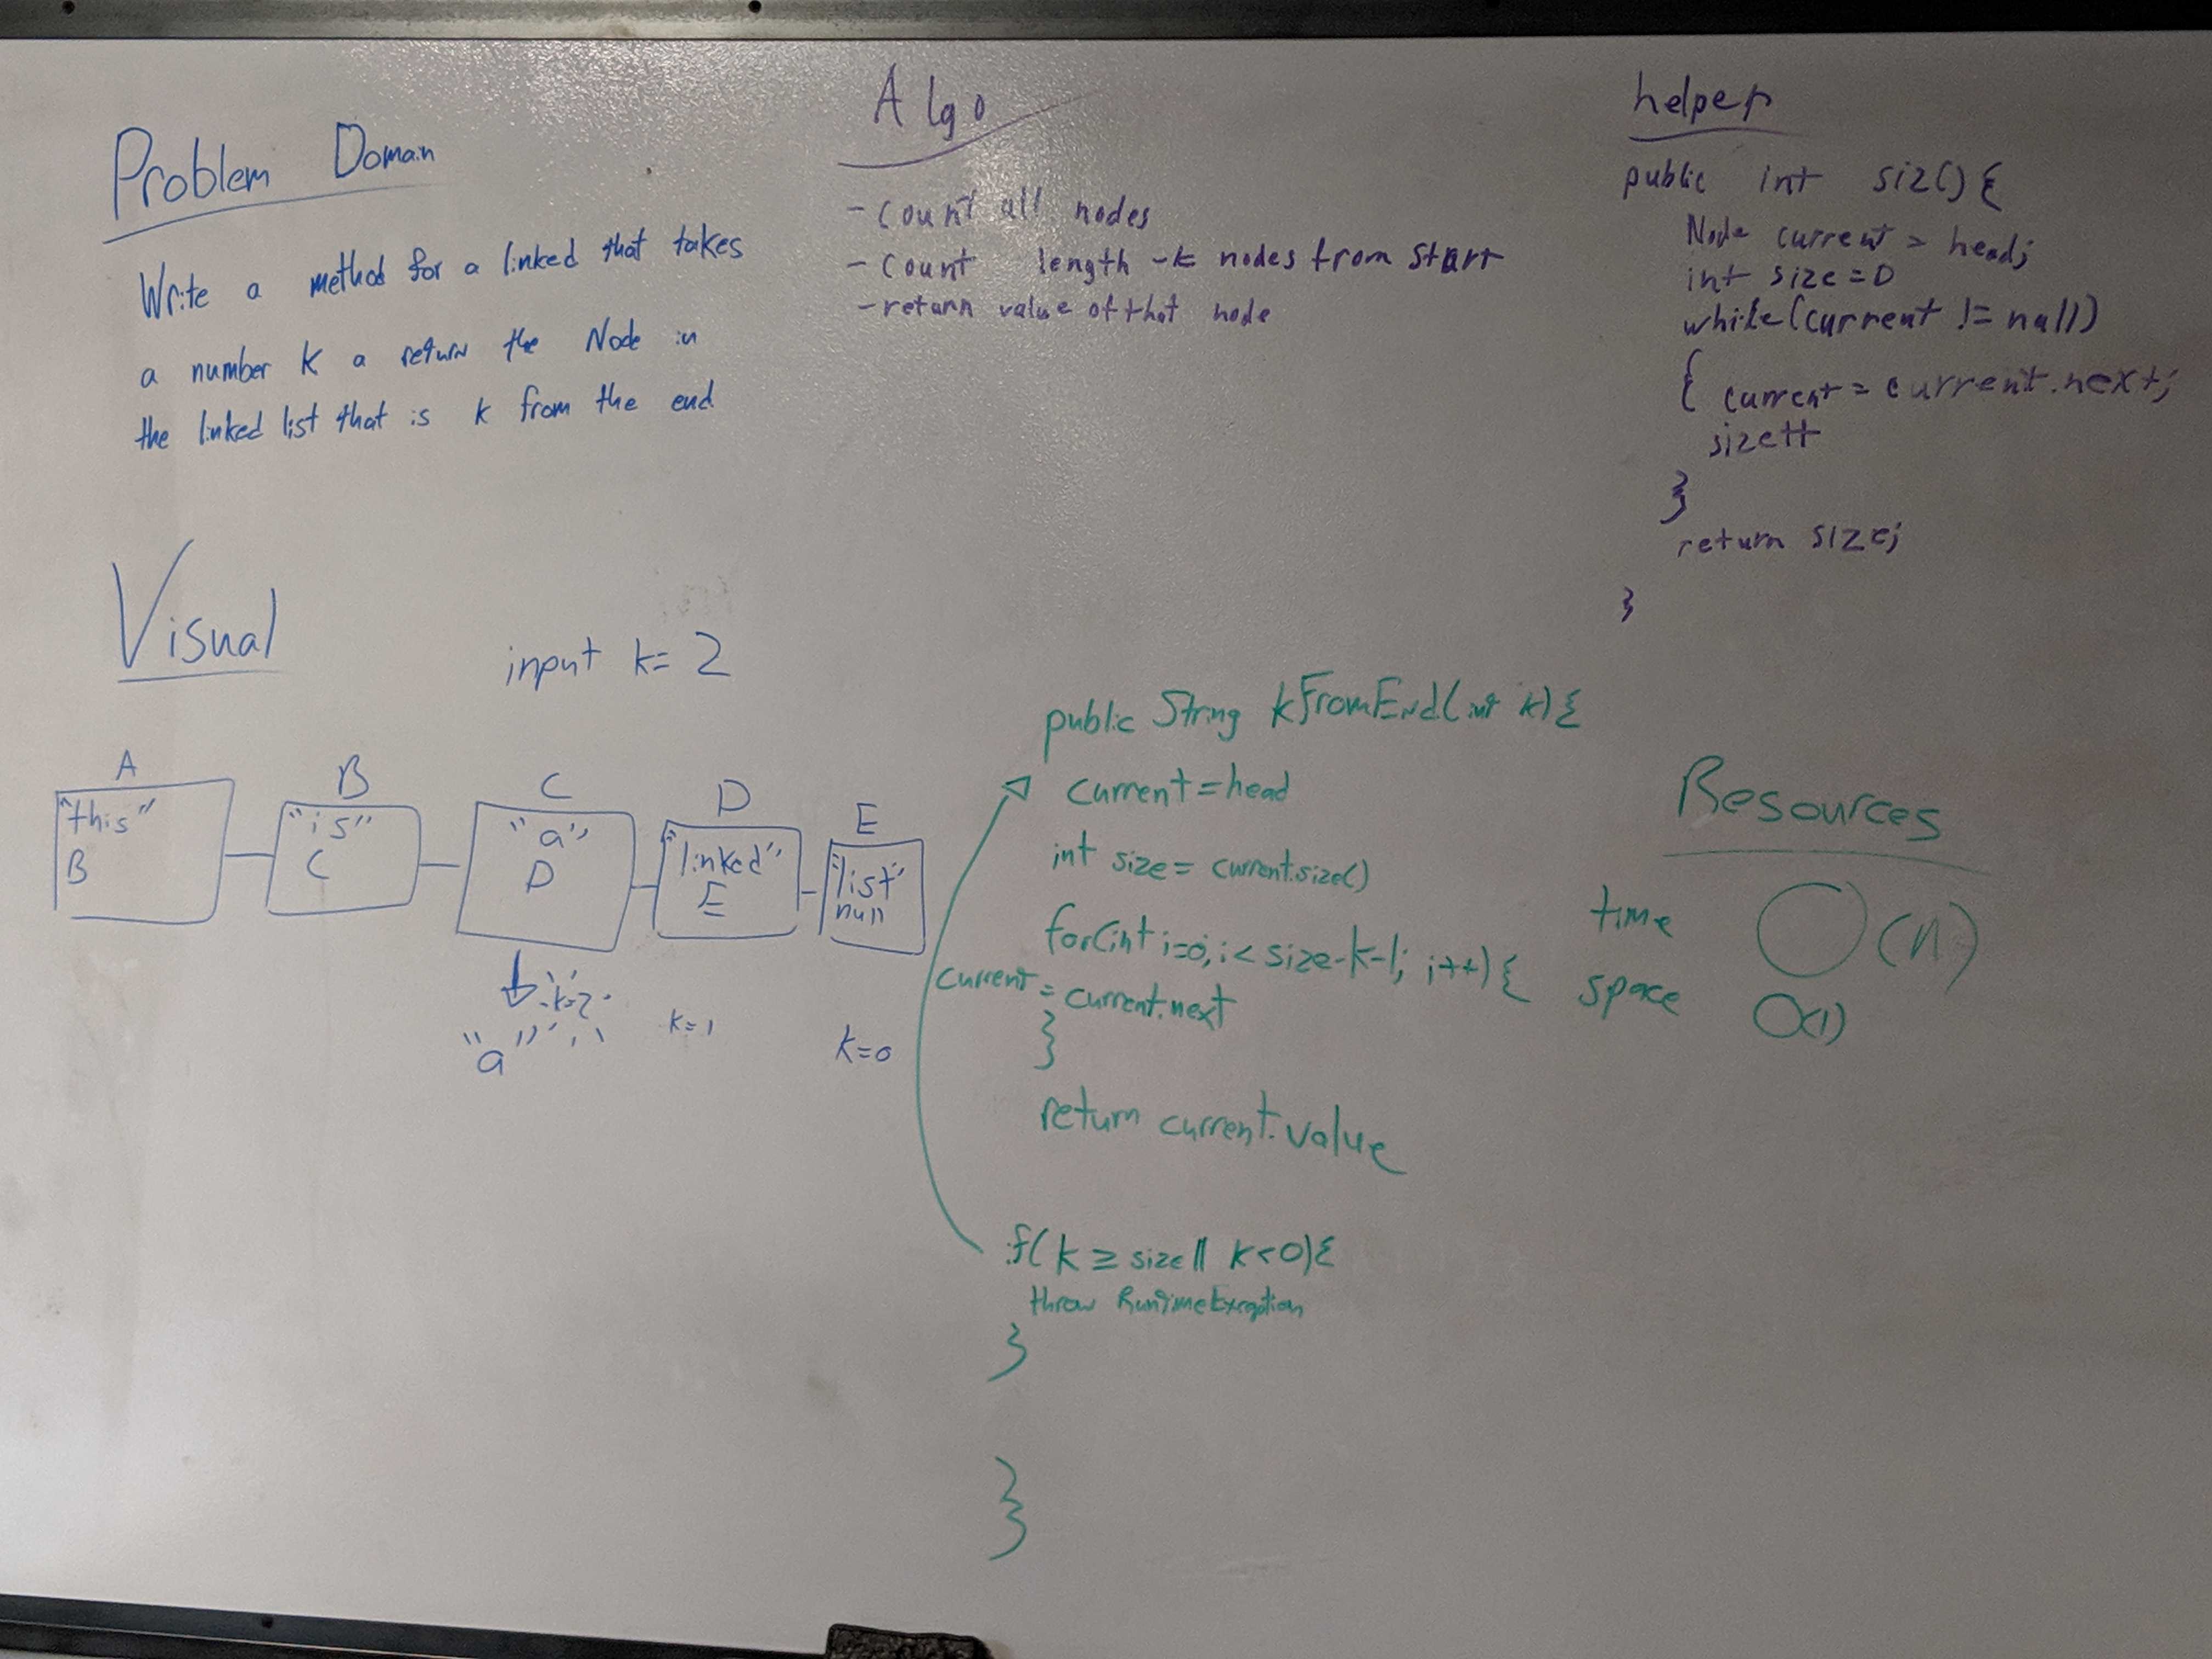 Problem Domain
Write a method for a linked that takes
a number K a return the Node in
the linked list that is k from the end
Algo
- Count all nodes
- Count length - k nodes from start
- return value of that node
helper
public int siz() {
Node current = head;
int size = 0
while (current != null)
{ current = current.next;
size++
}
return size;
}
Visual
input k = 2
A B C D E
"this" "is" "a" "linked" "list"
B C D E null
k=2 k=1 k=0
"a"
public String kFromEnd(int k) {
current = head
int size = current.size()
for(int i=0; i < size-k-1; i++) {
current = current.next
}
return current.value
if( k ≥ size || k < 0) {
throw RuntimeException
}
}
Resources
time O(n)
space O(1)